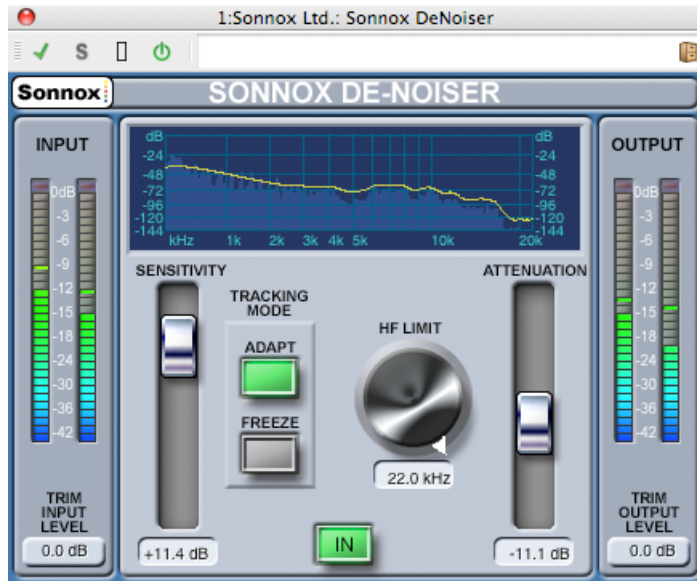 1:Sonnox Ltd.: Sonnox DeNoiser
S
Sonnox
SONNOX DE-NOISER
INPUT
0dB
-3
-6
-9
-12
-15
-18
-24
-30
-36
-42
TRIM
INPUT
LEVEL
0.0 dB
dB
-24
-48
-72
-96
-120
-144
dB
-24
-48
-72
-96
-120
-144
kHz 1k 2k 3k 4k 5k 10k 20k
SENSITIVITY
+11.4 dB
TRACKING
MODE
ADAPT
FREEZE
HF LIMIT
22.0 kHz
IN
ATTENUATION
-11.1 dB
OUTPUT
0dB
-3
-6
-9
-12
-15
-18
-24
-30
-36
-42
TRIM
OUTPUT
LEVEL
0.0 dB